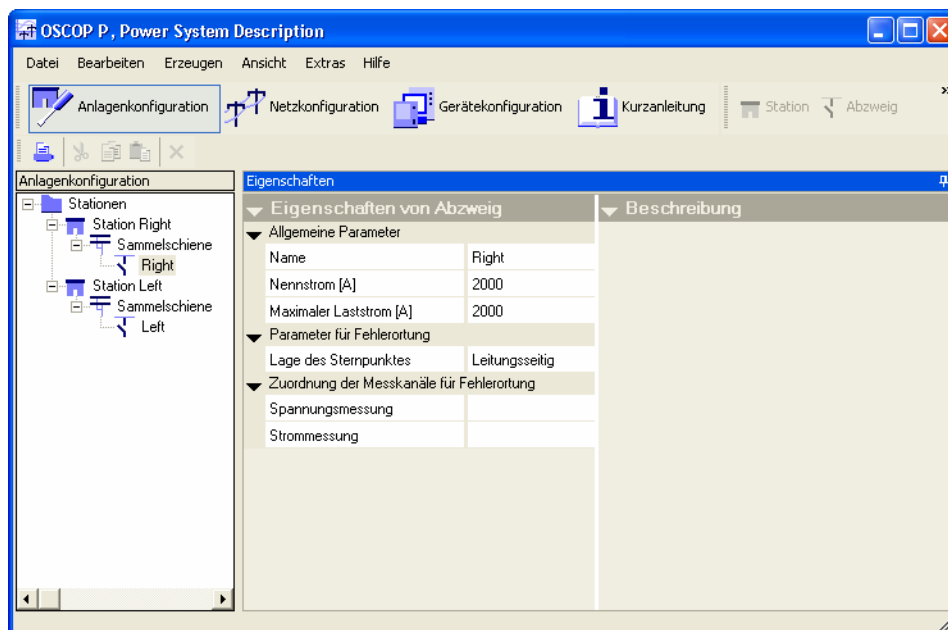 OSCOP P, Power System Description
Datei Bearbeiten Erzeugen Ansicht Extras Hilfe
Anlagenkonfiguration Netzkonfiguration Gerätekonfiguration Kurzanleitung Station Abzweig »
Anlagenkonfiguration
Stationen
Station Right
Sammelschiene
Right
Station Left
Sammelschiene
Left
Eigenschaften
Eigenschaften von Abzweig
Allgemeine Parameter
Name Right
Nennstrom [A] 2000
Maximaler Laststrom [A] 2000
Parameter für Fehlerortung
Lage des Sternpunktes Leitungsseitig
Zuordnung der Messkanäle für Fehlerortung
Spannungsmessung
Strommessung
Beschreibung